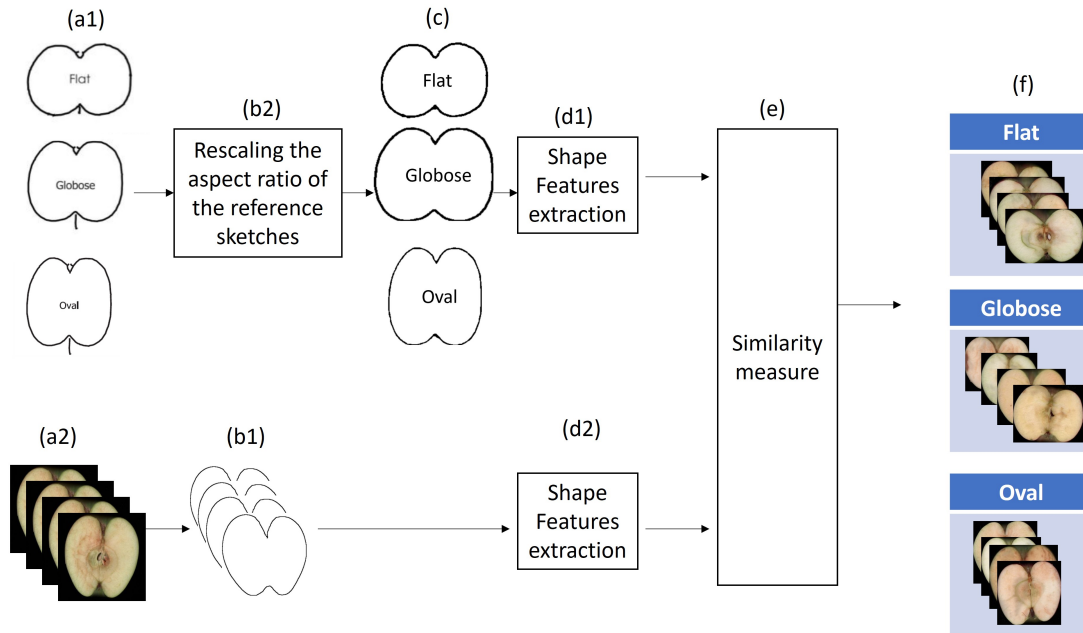 (a1)
(c)
(f)
Flat
Flat
(b2)
(d1)
(e)
Flat
Rescaling the
aspect ratio of
the reference
sketches
Shape
Features
extraction
Globose
Globose
Oval
Oval
Globose
Similarity
measure
(a2)
(b1)
(d2)
Shape
Features
extraction
Oval